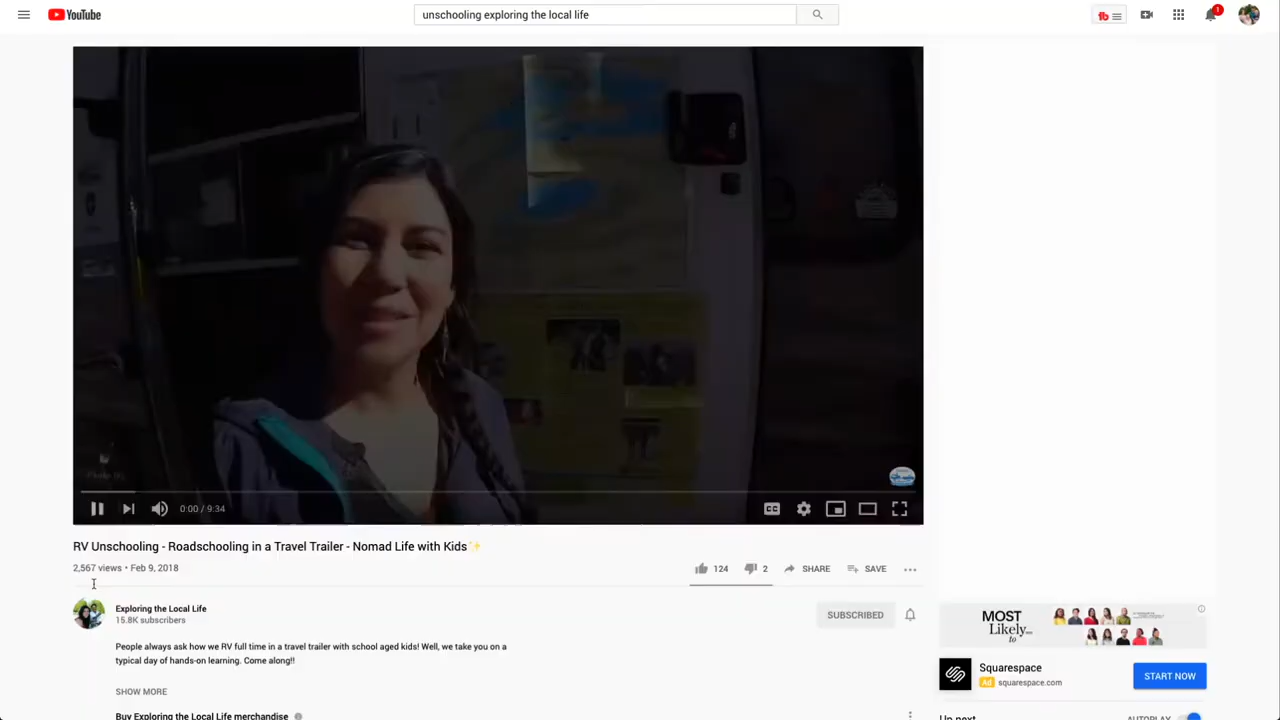 YouTube
unschooling exploring the local life
1
0:00 / 9:34
CC
RV Unschooling - Roadschooling in a Travel Trailer - Nomad Life with Kids✨
2,567 views • Feb 9, 2018
124
2
SHARE
SAVE
Exploring the Local Life
15.8K subscribers
SUBSCRIBED
People always ask how we RV full time in a travel trailer with school aged kids! Well, we take you on a
typical day of hands-on learning. Come along!!
SHOW MORE
Buy Exploring the Local Life merchandise
MOST
Likely
to
Squarespace
Ad squarespace.com
START NOW
Up next
AUTOPLAY